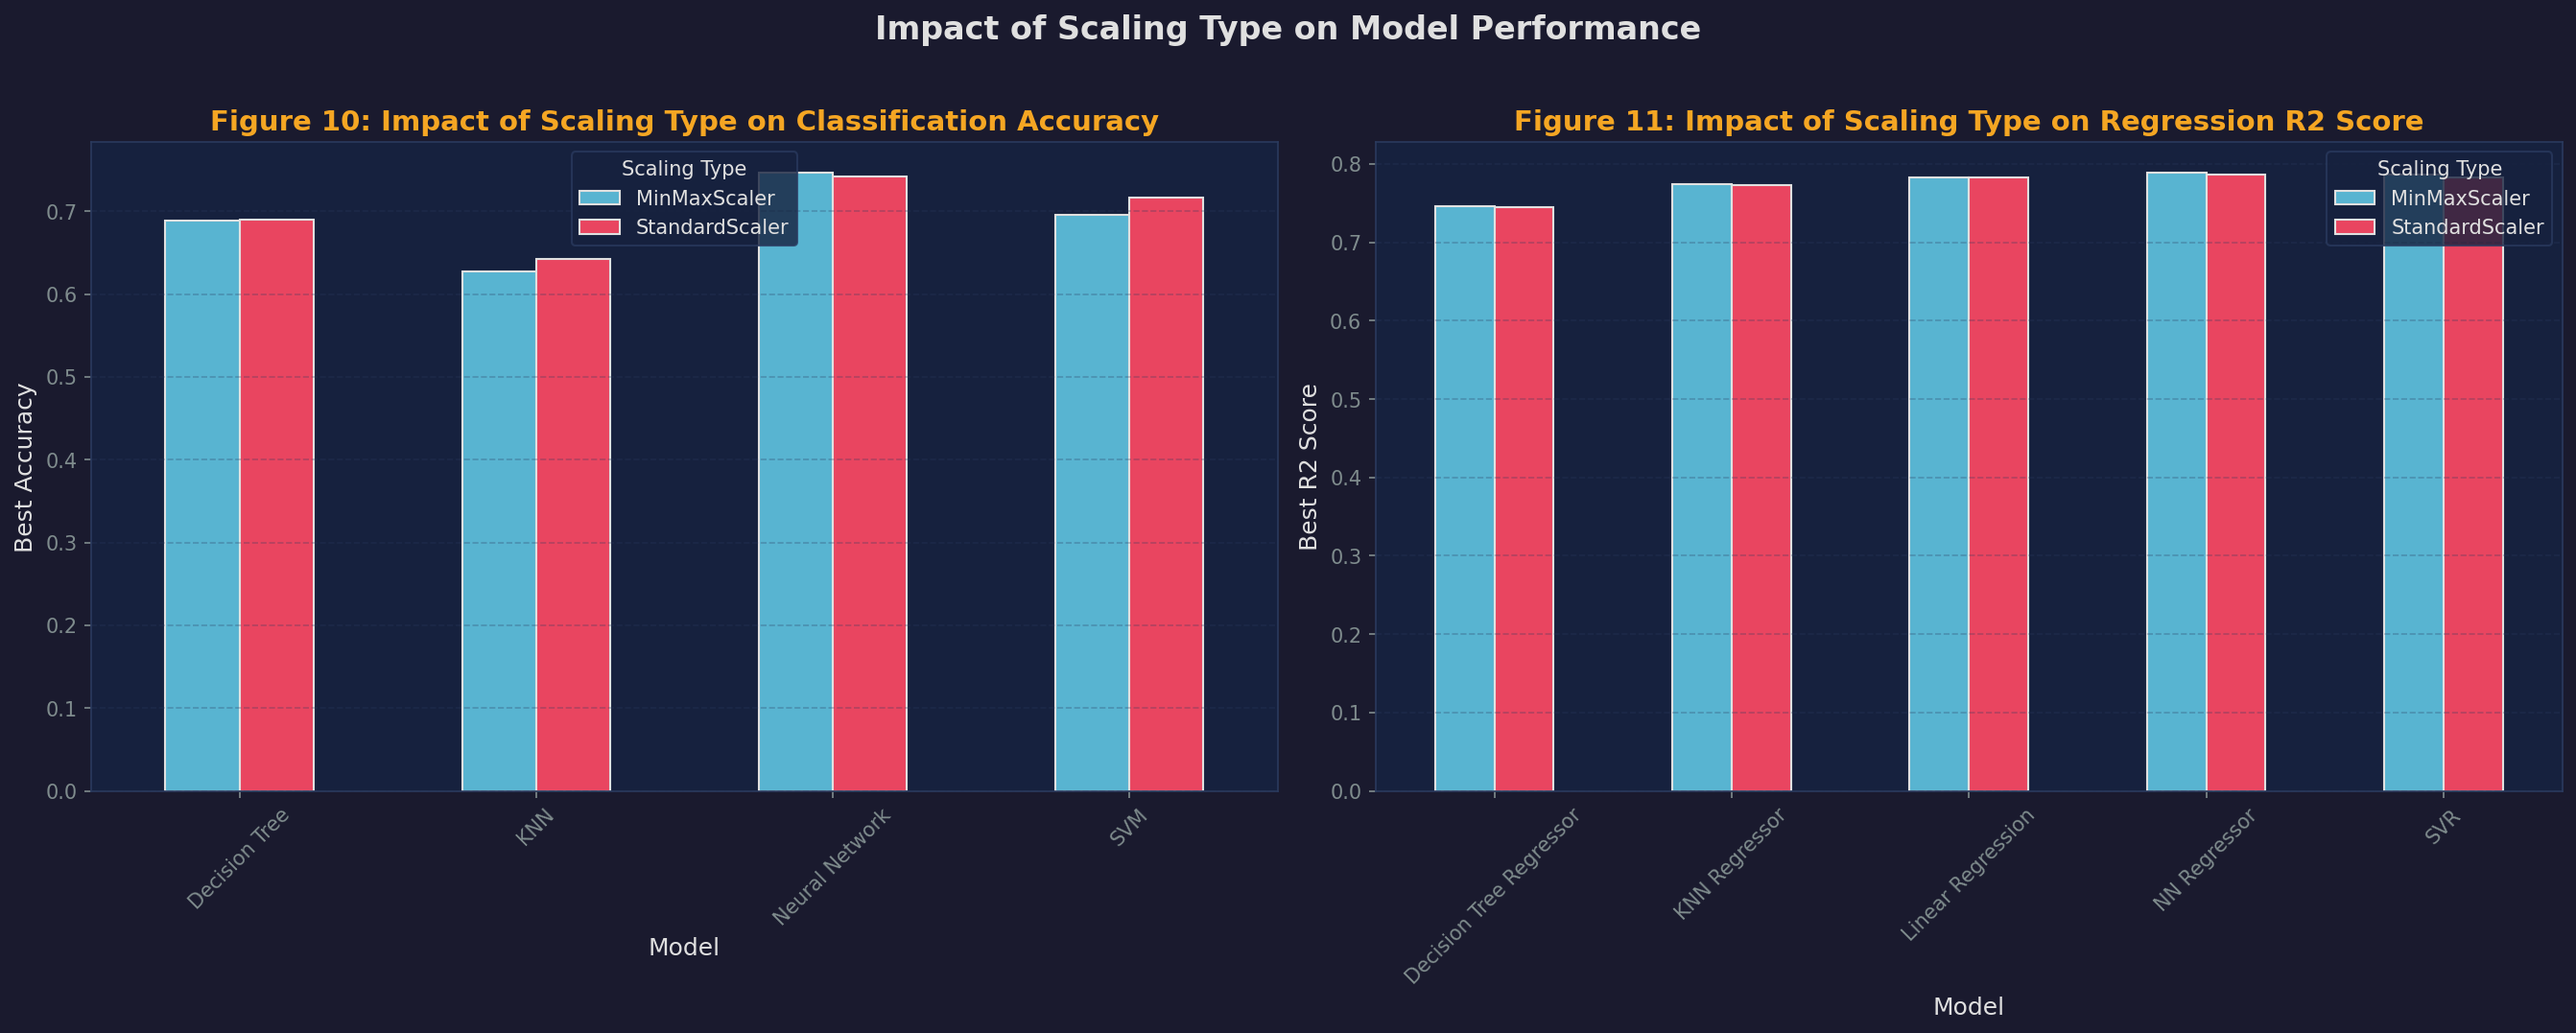 Impact of Scaling Type on Model Performance
Figure 10: Impact of Scaling Type on Classification Accuracy
Scaling Type
MinMaxScaler
StandardScaler
Best Accuracy
0.7
0.6
0.5
0.4
0.3
0.2
0.1
0.0
Decision Tree
KNN
Neural Network
SVM
Model
Figure 11: Impact of Scaling Type on Regression R2 Score
Scaling Type
MinMaxScaler
StandardScaler
Best R2 Score
0.8
0.7
0.6
0.5
0.4
0.3
0.2
0.1
0.0
Decision Tree Regressor
KNN Regressor
Linear Regression
NN Regressor
SVR
Model